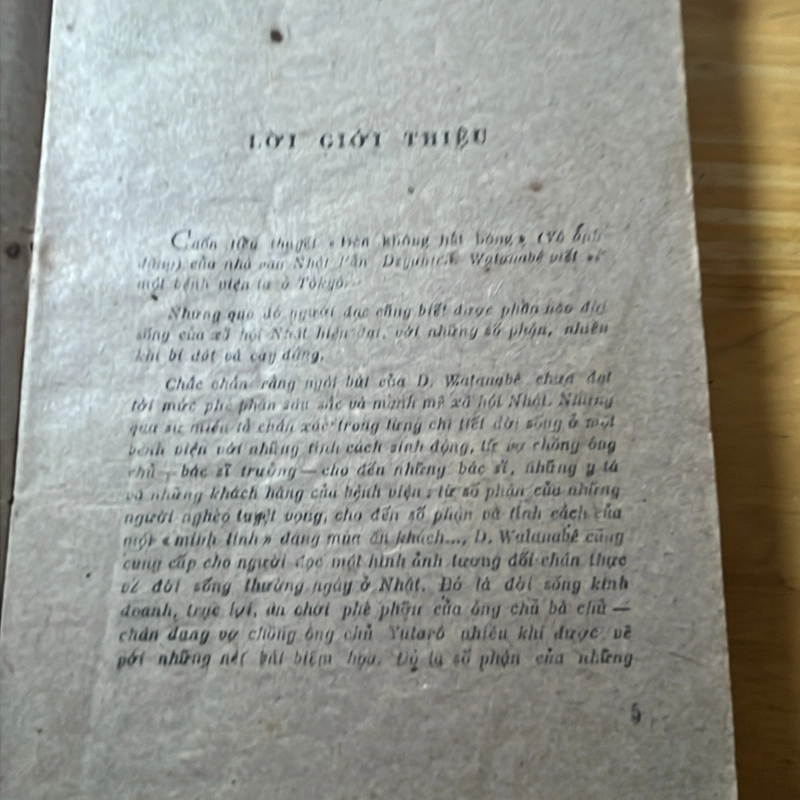 LỜI GIỚI THIỆU
Cuốn tiểu thuyết «Đèn không hắt bóng» (Vô ảnh
đăng) của nhà văn Nhật Bản Dzyunichi Watanabê viết về
một bệnh viện tư ở Tôkyô.
Nhưng qua đó người đọc cũng biết được phần nào đời
sống của xã hội Nhật hiện đại, với những số phận, nhiều
khi bi đát và cay đắng.
Chắc chắn rằng ngòi bút của D. Watanabê chưa đạt
tới mức phê phán sâu sắc và mạnh mẽ xã hội Nhật. Nhưng
qua sự miêu tả chân xác trong từng chi tiết đời sống ở một
bệnh viện với những tính cách sinh động, từ vợ chồng ông
chủ — bác sĩ trưởng — cho đến những bác sĩ, những y tá
và những khách hàng của bệnh viện; từ số phận của những
người nghèo tuyệt vọng, cho đến số phận và tính cách của
một «minh tinh» đang mùa ăn khách..., D. Watanabê cũng
cung cấp cho người đọc một hình ảnh tương đối chân thực
về đời sống thường ngày ở Nhật. Đó là đời sống kinh
doanh, trục lợi, ăn chơi phè phỡn của ông chủ bà chủ —
chân dung vợ chồng ông chủ Yutarô nhiều khi được vẽ
với những nét bút biếm họa. Đó là số phận của những
5